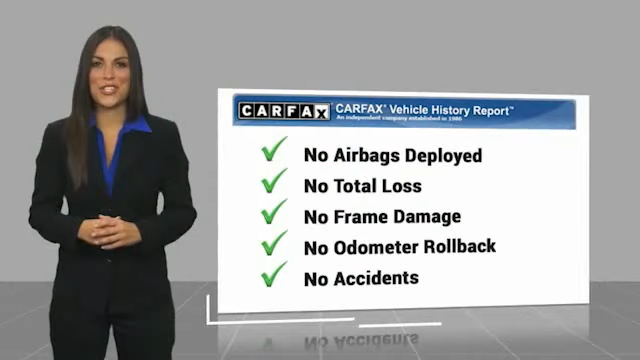 CARFAX CARFAX® Vehicle History Report™
An independent company established in 1986
No Airbags Deployed
No Total Loss
No Frame Damage
No Odometer Rollback
No Accidents